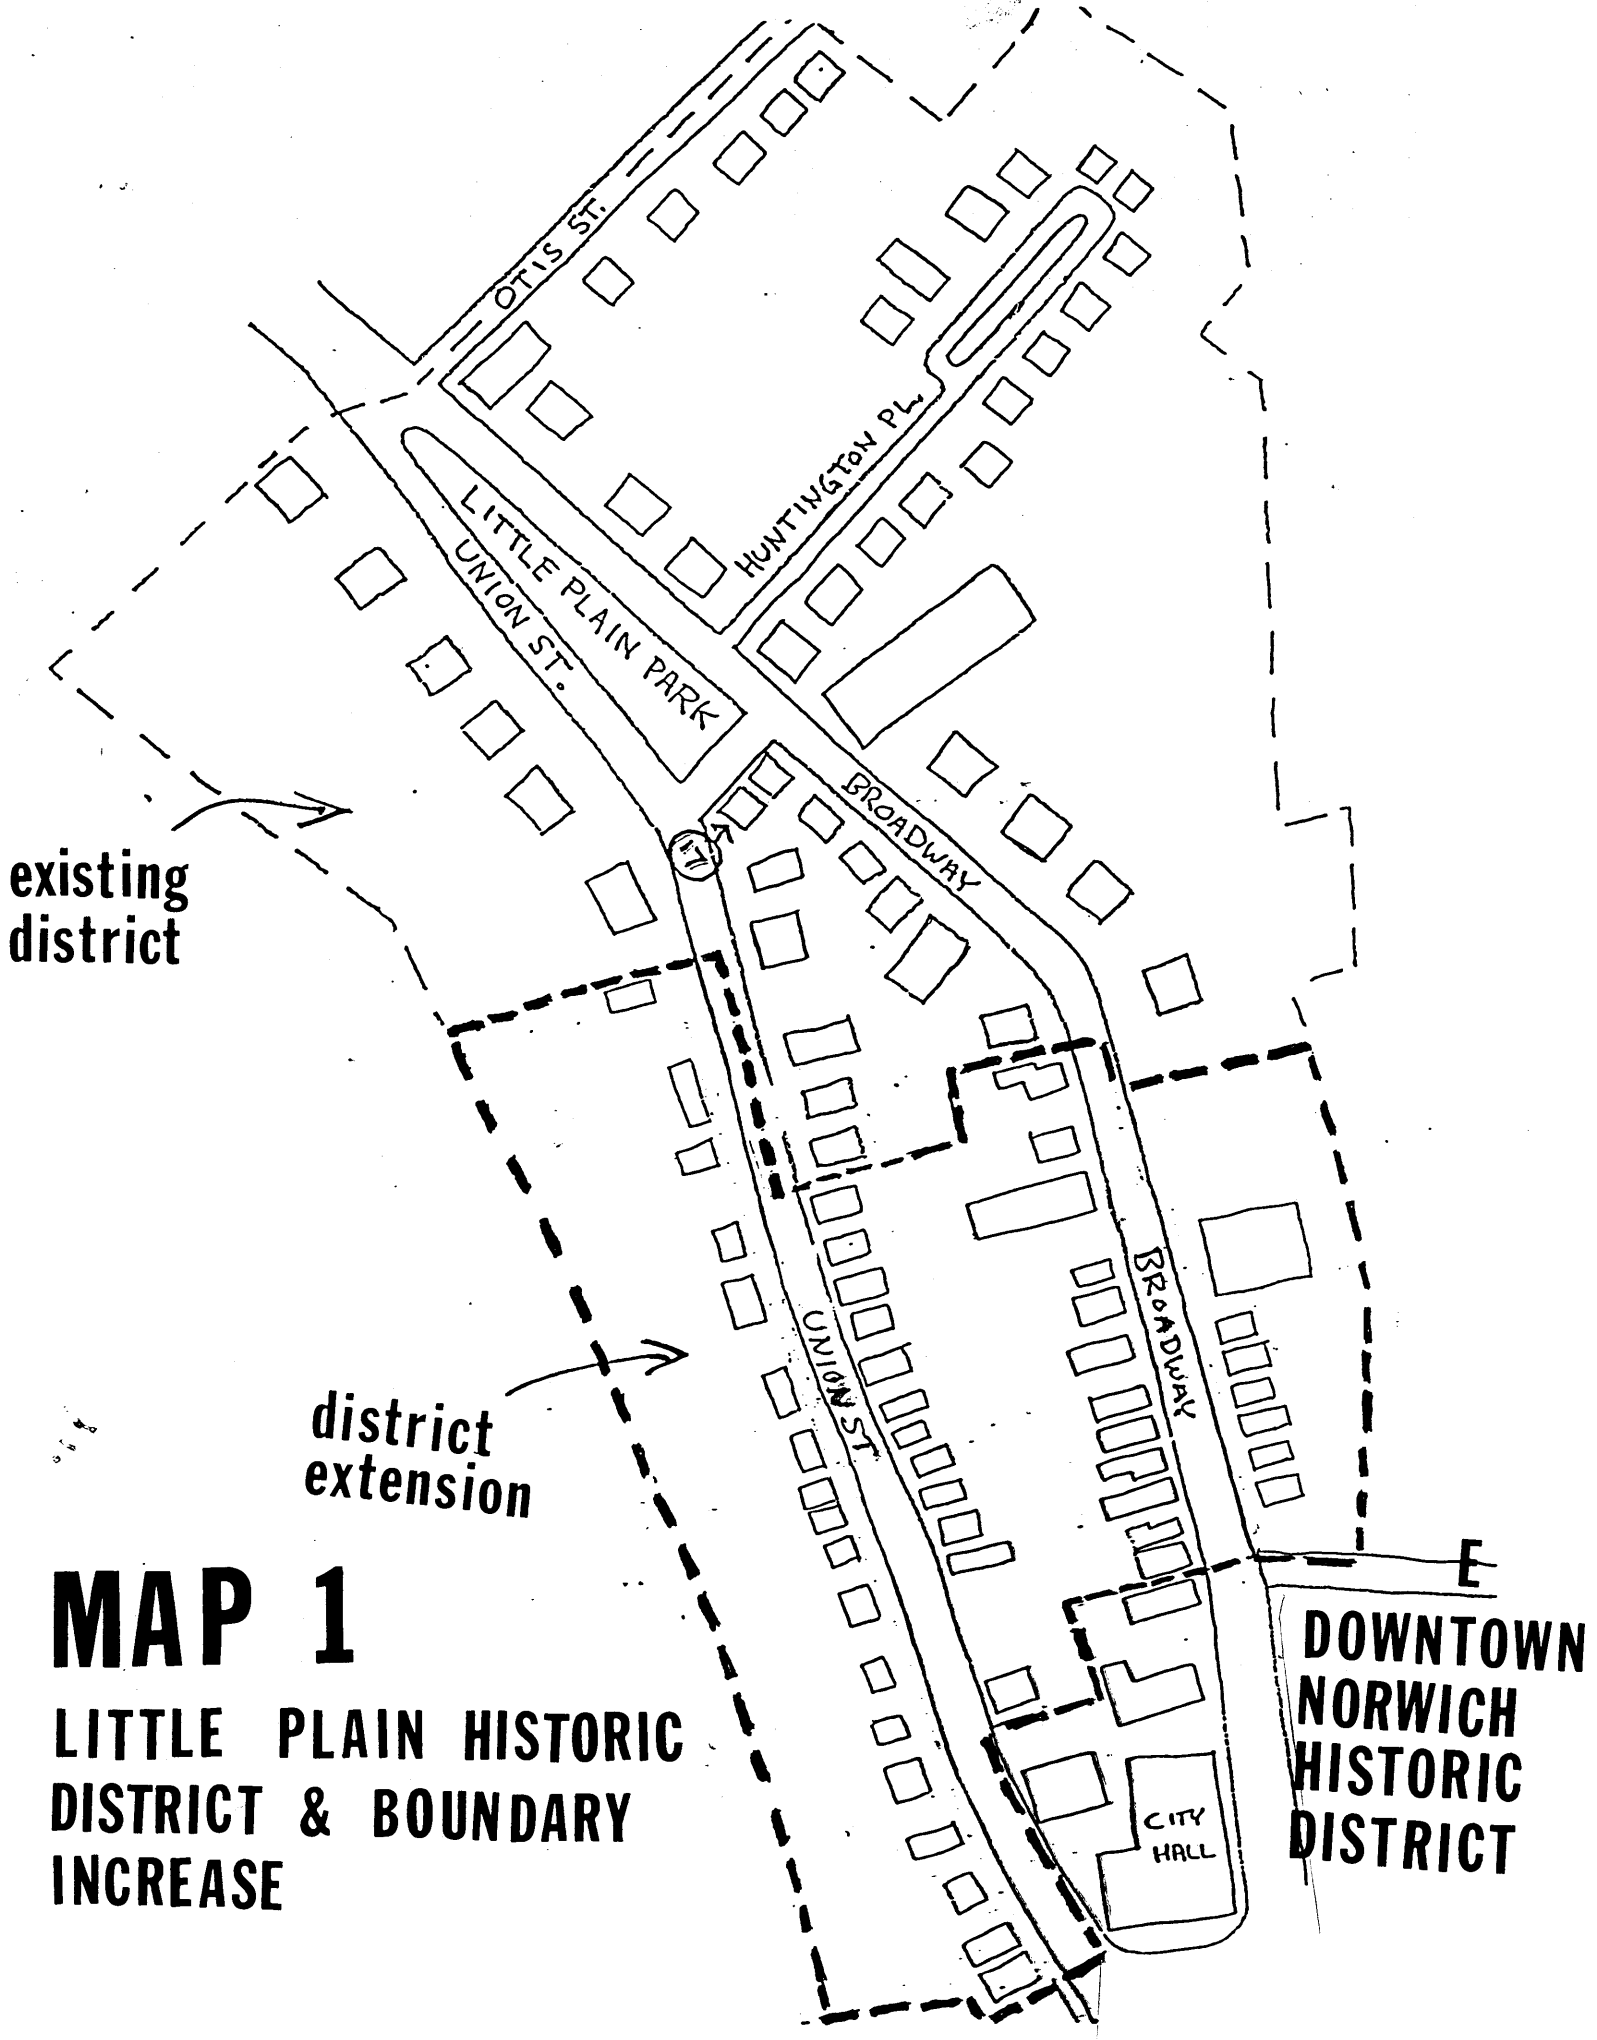 OTIS ST.
HUNTINGTON PL.
LITTLE PLAIN PARK
UNION ST.
BROADWAY
17
existing
district
BROADWAY
UNION ST
district
extension
E
MAP 1
LITTLE PLAIN HISTORIC
DISTRICT & BOUNDARY
INCREASE
DOWNTOWN
NORWICH
HISTORIC
DISTRICT
CITY
HALL